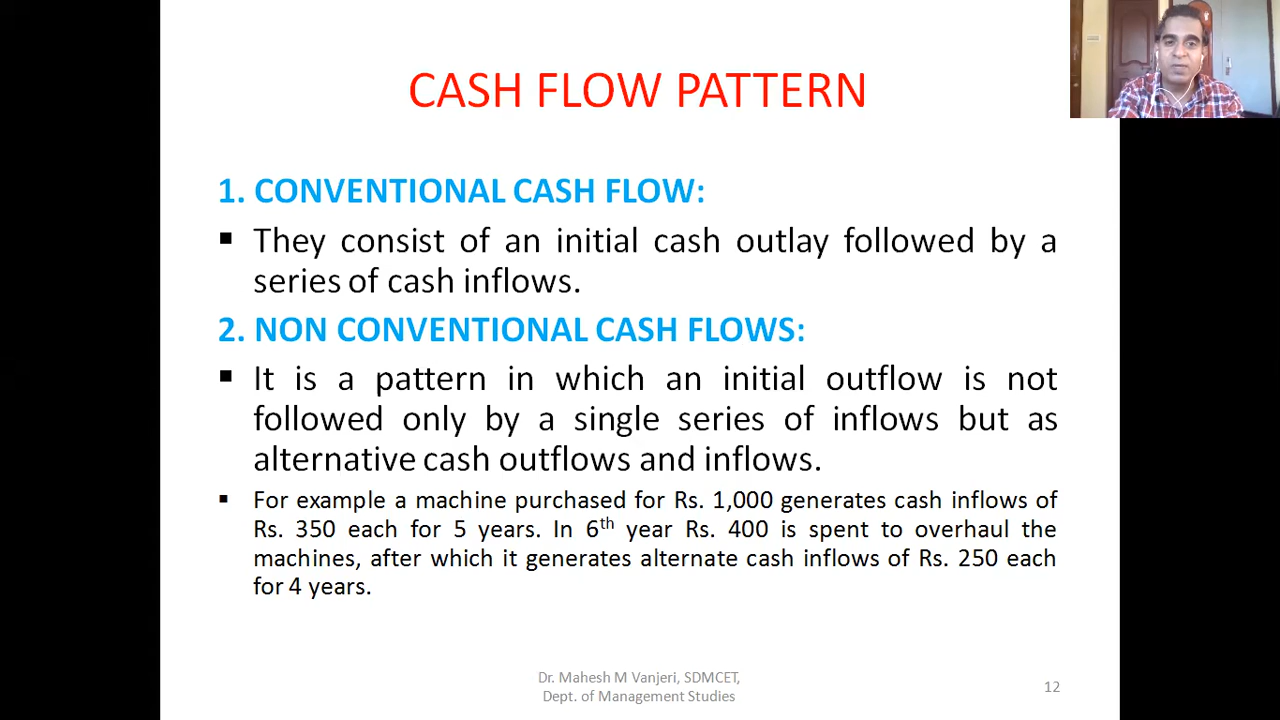 CASH FLOW PATTERN
1. CONVENTIONAL CASH FLOW:
▪ They consist of an initial cash outlay followed by a
series of cash inflows.
2. NON CONVENTIONAL CASH FLOWS:
▪ It is a pattern in which an initial outflow is not
followed only by a single series of inflows but as
alternative cash outflows and inflows.
▪ For example a machine purchased for Rs. 1,000 generates cash inflows of
Rs. 350 each for 5 years. In 6th year Rs. 400 is spent to overhaul the
machines, after which it generates alternate cash inflows of Rs. 250 each
for 4 years.
Dr. Mahesh M Vanjeri, SDMCET,
Dept. of Management Studies
12